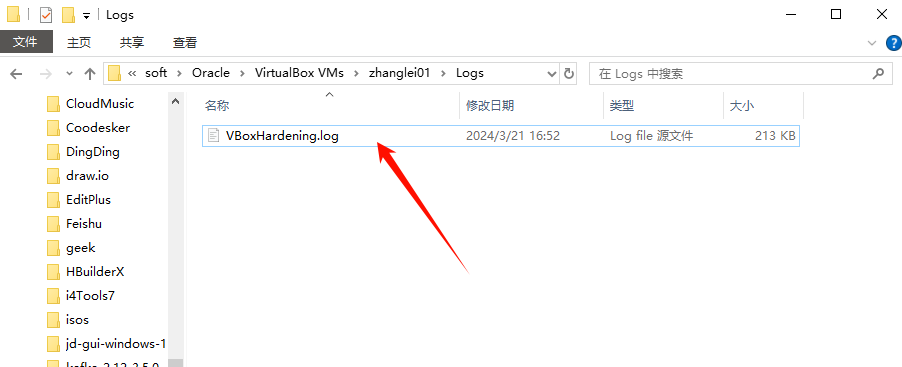 Logs
文件 主页 共享 查看
« soft › Oracle › VirtualBox VMs › zhanglei01 › Logs
在 Logs 中搜索
名称 修改日期 类型 大小
VBoxHardening.log 2024/3/21 16:52 Log file 源文件 213 KB
CloudMusic
Coodesker
DingDing
draw.io
EditPlus
Feishu
geek
HBuilderX
i4Tools7
isos
jd-gui-windows-1